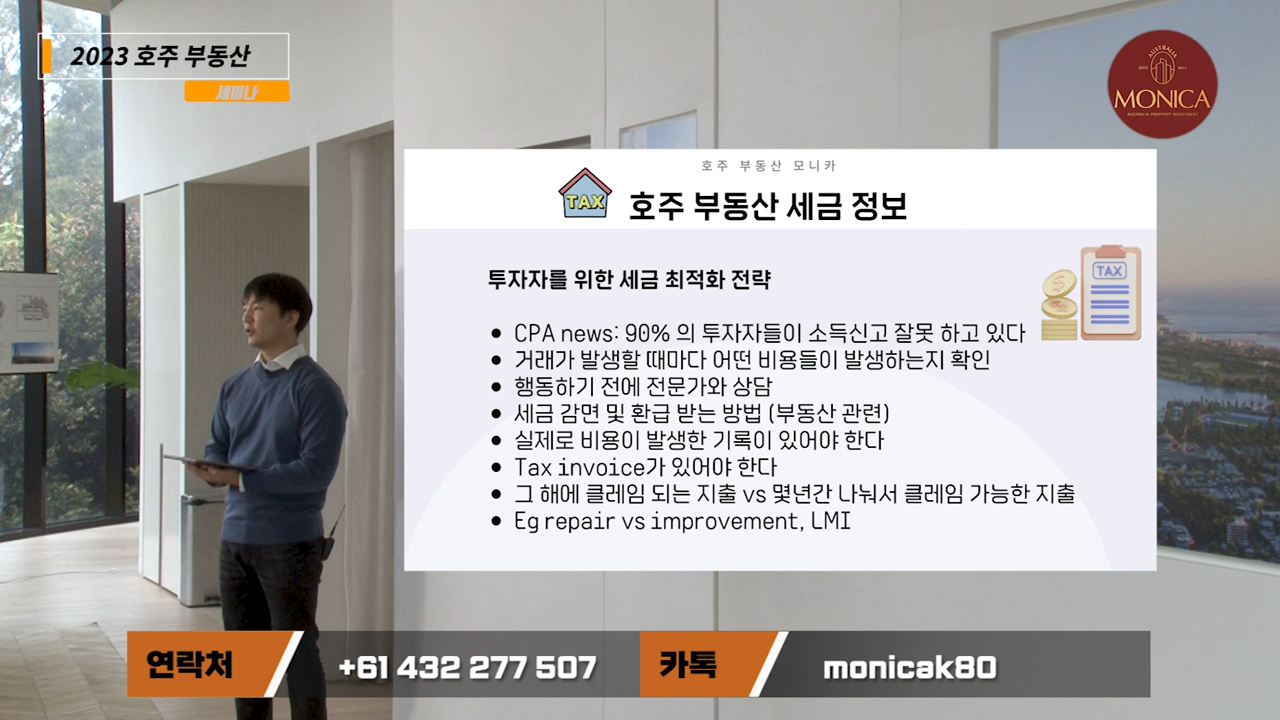 2023 호주 부동산
세미나
AUSTRALIA
MONICA
AUSTRALIA PROPERTY INVESTMENT
호주 부동산 모니카
TAX
호주 부동산 세금 정보
투자자를 위한 세금 최적화 전략
TAX
• CPA news: 90% 의 투자자들이 소득신고 잘못 하고 있다
• 거래가 발생할 때마다 어떤 비용들이 발생하는지 확인
• 행동하기 전에 전문가와 상담
• 세금 감면 및 환급 받는 방법 (부동산 관련)
• 실제로 비용이 발생한 기록이 있어야 한다
• Tax invoice가 있어야 한다
• 그 해에 클레임 되는 지출 vs 몇년간 나눠서 클레임 가능한 지출
• Eg repair vs improvement, LMI
연락처
+61 432 277 507
카톡
monicak80